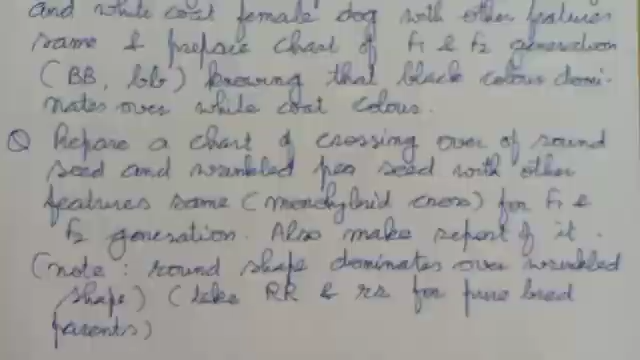 and white coat female dog with other features
same & prepare chart of F1 & F2 generation
(BB, bb) knowing that black colour domi-
nates over white coat colour.
Q Prepare a chart of crossing over of round
seed and wrinkled pea seed with other
features same (monohybrid cross) for F1 &
F2 generation. Also make report of it.
(note: round shape dominates over wrinkled
shape) (take RR & rr for pure bred
parents)